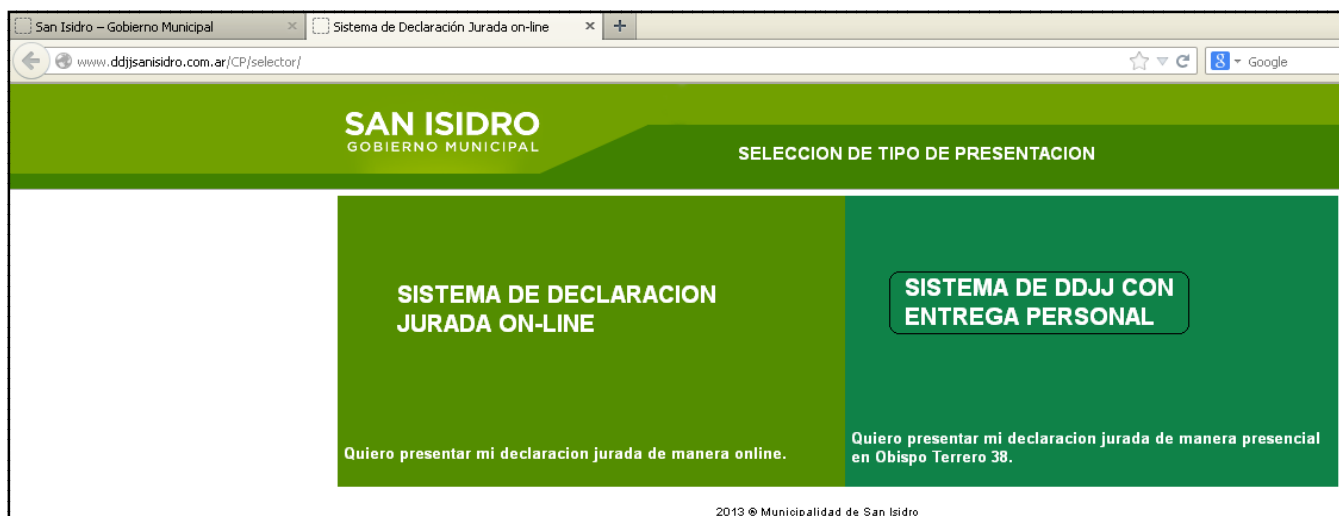 San Isidro – Gobierno Municipal
Sistema de Declaración Jurada on-line
www.ddjjsanisidro.com.ar/CP/selector/
Google
SAN ISIDRO
GOBIERNO MUNICIPAL
SELECCION DE TIPO DE PRESENTACION
SISTEMA DE DECLARACION
JURADA ON-LINE
Quiero presentar mi declaracion jurada de manera online.
SISTEMA DE DDJJ CON
ENTREGA PERSONAL
Quiero presentar mi declaracion jurada de manera presencial
en Obispo Terrero 38.
2013 ® Municipalidad de San Isidro